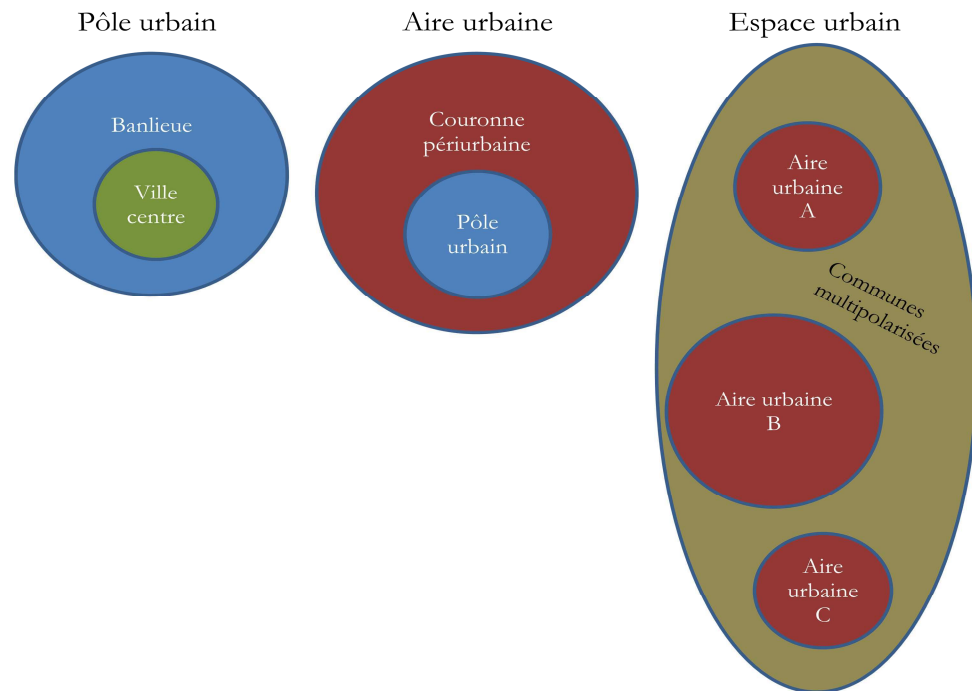 Pôle urbain
Banlieue
Ville
centre
Aire urbaine
Couronne
périurbaine
Pôle
urbain
Espace urbain
Aire
urbaine
A
Communes
multipolarisées
Aire urbaine
B
Aire
urbaine
C